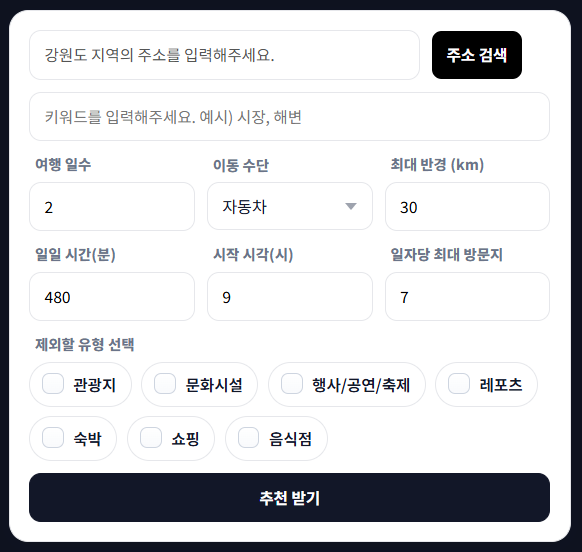 강원도 지역의 주소를 입력해주세요. 주소 검색
키워드를 입력해주세요. 예시) 시장, 해변
여행 일수 이동 수단 최대 반경 (km)
2 자동차 30
일일 시간(분) 시작 시각(시) 일자당 최대 방문지
480 9 7
제외할 유형 선택
관광지 문화시설 행사/공연/축제 레포츠
숙박 쇼핑 음식점
추천 받기